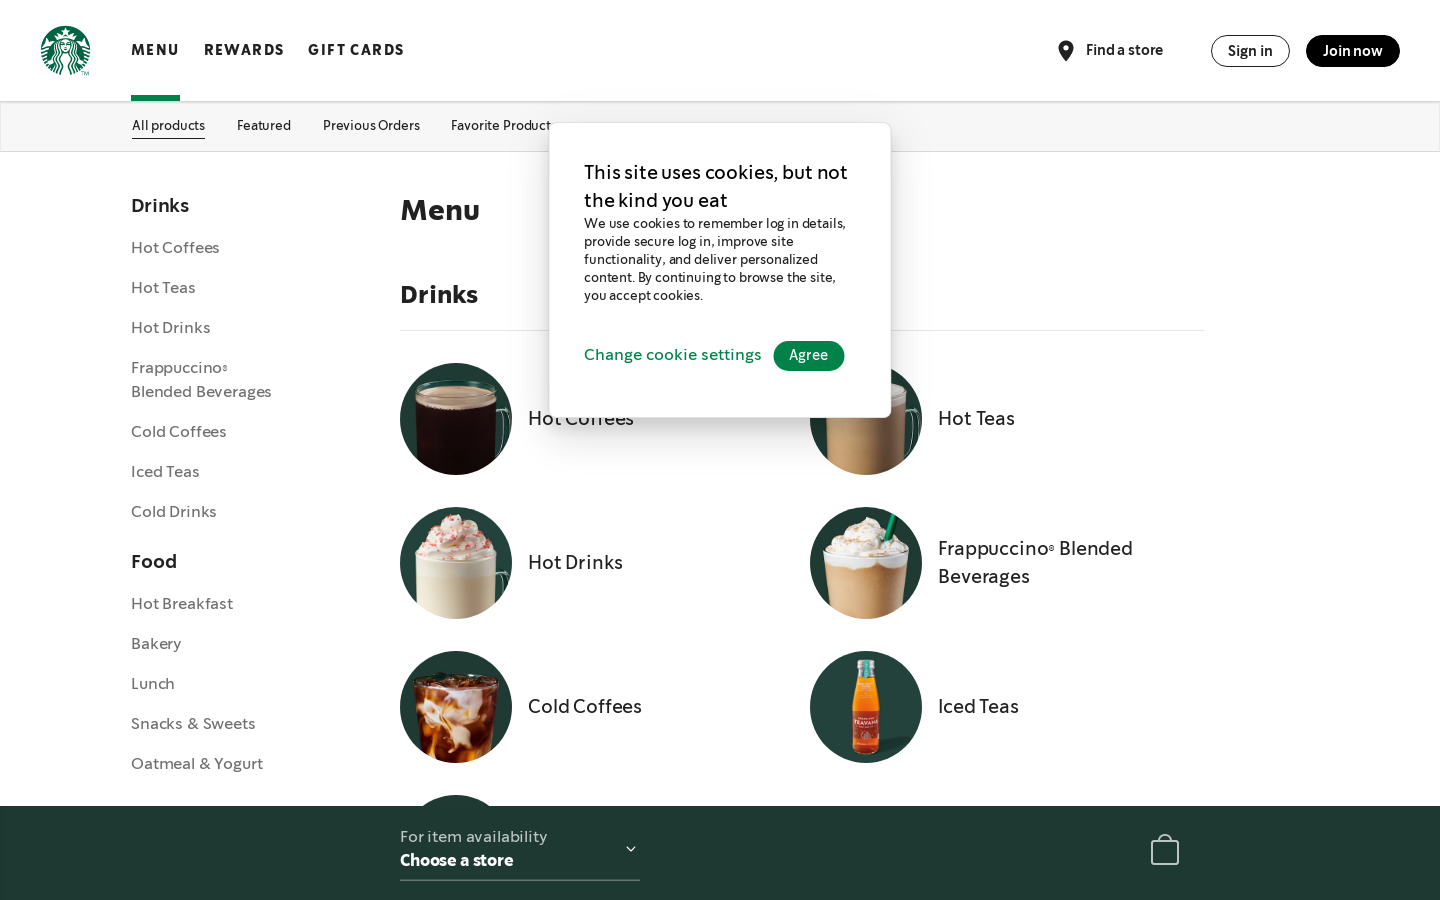 MENU
REWARDS
GIFT CARDS
Find a store
Sign in
Join now
All products
Featured
Previous Orders
Favorite Product
This site uses cookies, but not
the kind you eat
We use cookies to remember log in details,
provide secure log in, improve site
functionality, and deliver personalized
content. By continuing to browse the site,
you accept cookies.
Change cookie settings
Agree
Drinks
Hot Coffees
Hot Teas
Hot Drinks
Frappuccino®
Blended Beverages
Cold Coffees
Iced Teas
Cold Drinks
Food
Hot Breakfast
Bakery
Lunch
Snacks & Sweets
Oatmeal & Yogurt
Menu
Drinks
Hot Coffees
Hot Teas
Hot Drinks
Frappuccino® Blended
Beverages
Cold Coffees
TEAVANA
Iced Teas
For item availability
Choose a store